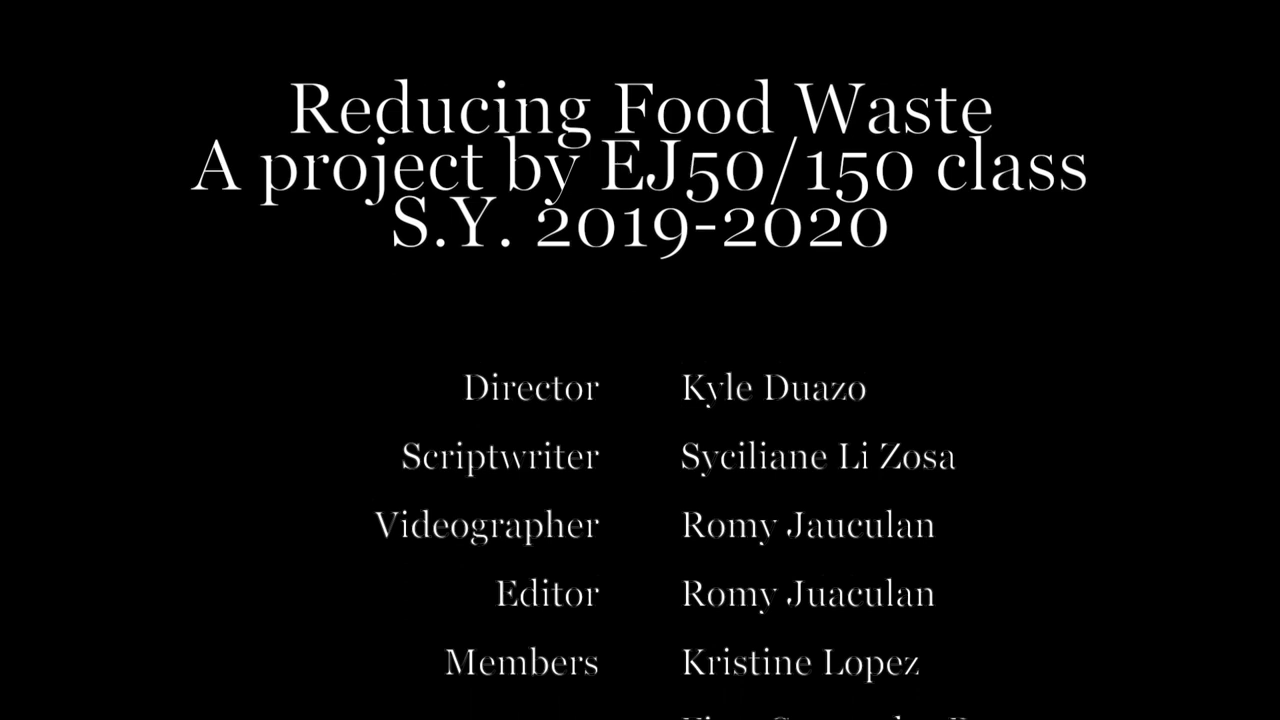 Reducing Food Waste
A project by EJ50/150 class
S.Y. 2019-2020
Director Kyle Duazo
Scriptwriter Syciliane Li Zosa
Videographer Romy Jauculan
Editor Romy Juaculan
Members Kristine Lopez